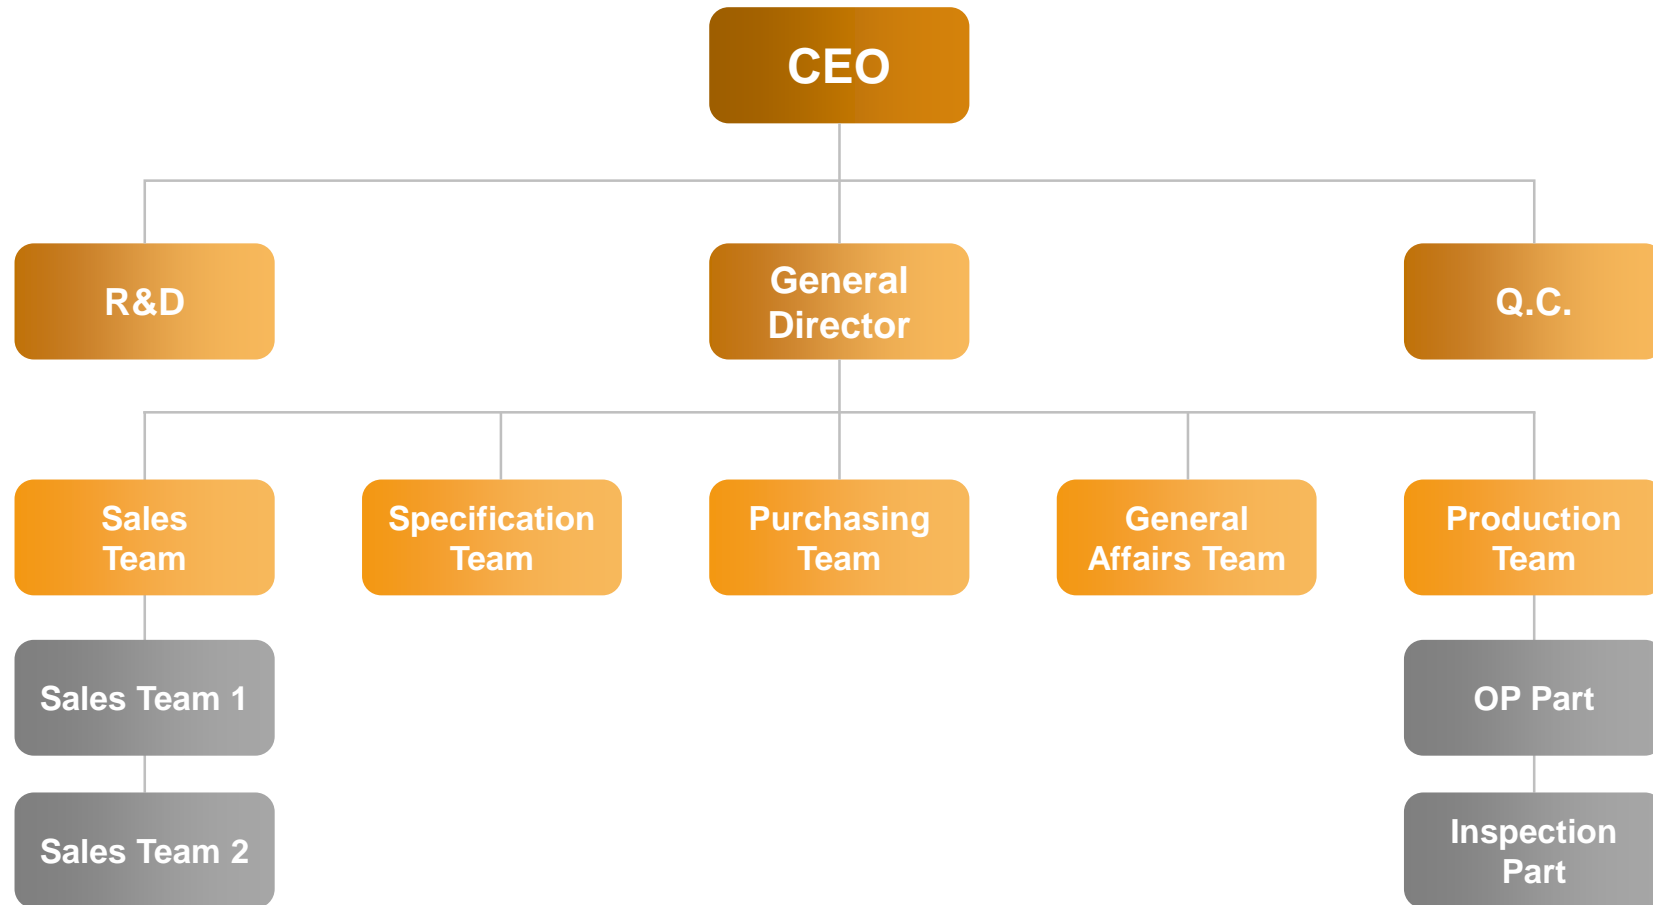 CEO
R&D
General
Director
Q.C.
Sales
Team
Specification
Team
Purchasing
Team
General
Affairs Team
Production
Team
Sales Team 1
OP Part
Sales Team 2
Inspection
Part